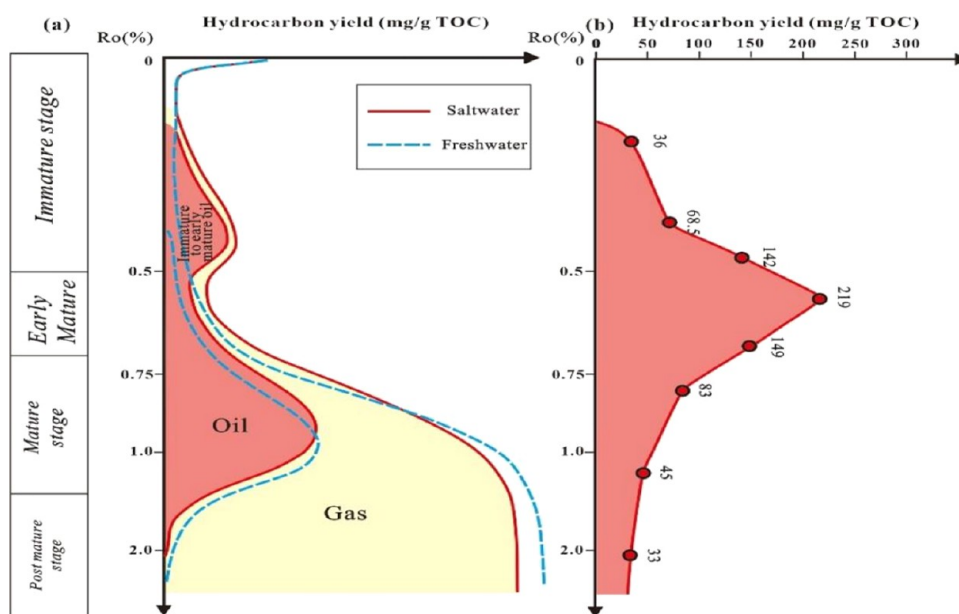 (a)
Hydrocarbon yield (mg/g TOC)
Ro(%)
0
0.5
0.75
1.0
2.0
Immature stage
Early
Mature
Mature
stage
Post mature
stage
Saltwater
Freshwater
Immature
to early
mature oil
Oil
Gas
(b)
Hydrocarbon yield (mg/g TOC)
Ro(%)
0 50 100 150 200 250 300
0
0.5
0.75
1.0
2.0
36
68.5
142
219
149
83
45
33